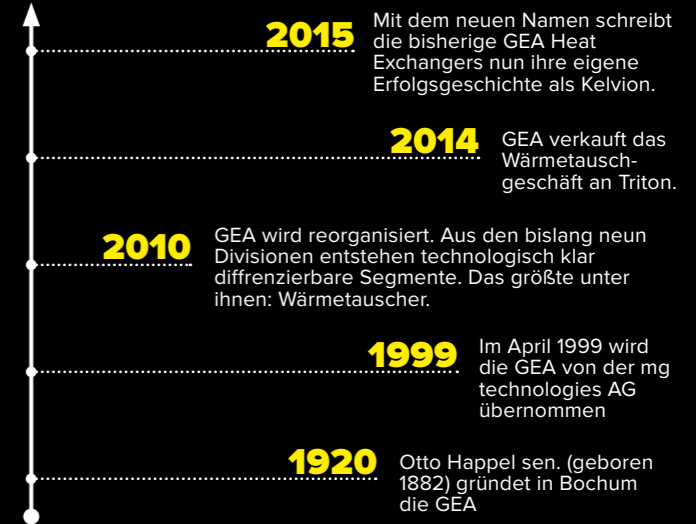 2015
Mit dem neuen Namen schreibt
die bisherige GEA Heat
Exchangers nun ihre eigene
Erfolgsgeschichte als Kelvion.
2014
GEA verkauft das
Wärmetausch-
geschäft an Triton.
2010
GEA wird reorganisiert. Aus den bislang neun
Divisionen entstehen technologisch klar
diffrenzierbare Segmente. Das größte unter
ihnen: Wärmetauscher.
1999
Im April 1999 wird
die GEA von der mg
technologies AG
übernommen
1920
Otto Happel sen. (geboren
1882) gründet in Bochum
die GEA